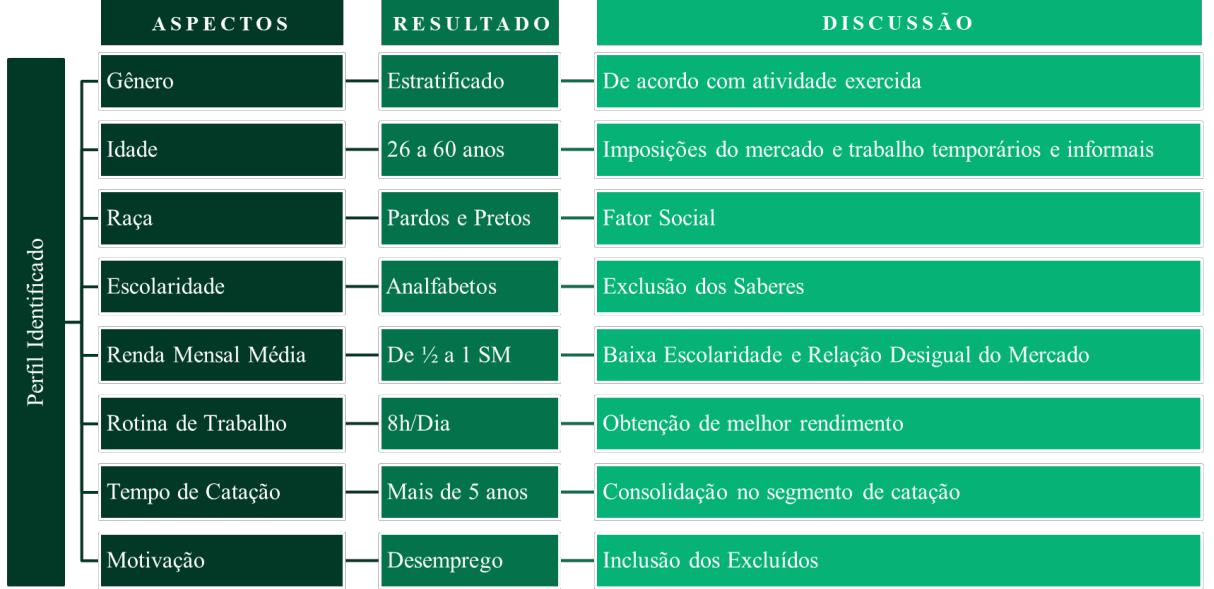 ASPECTOS
RESULTADO
DISCUSSÃO
Perfil Identificado
Gênero
Estratificado
De acordo com atividade exercida
Idade
26 a 60 anos
Imposições do mercado e trabalho temporários e informais
Raça
Pardos e Pretos
Fator Social
Escolaridade
Analfabetos
Exclusão dos Saberes
Renda Mensal Média
De ½ a 1 SM
Baixa Escolaridade e Relação Desigual do Mercado
Rotina de Trabalho
8h/Dia
Obtenção de melhor rendimento
Tempo de Catação
Mais de 5 anos
Consolidação no segmento de catação
Motivação
Desemprego
Inclusão dos Excluídos